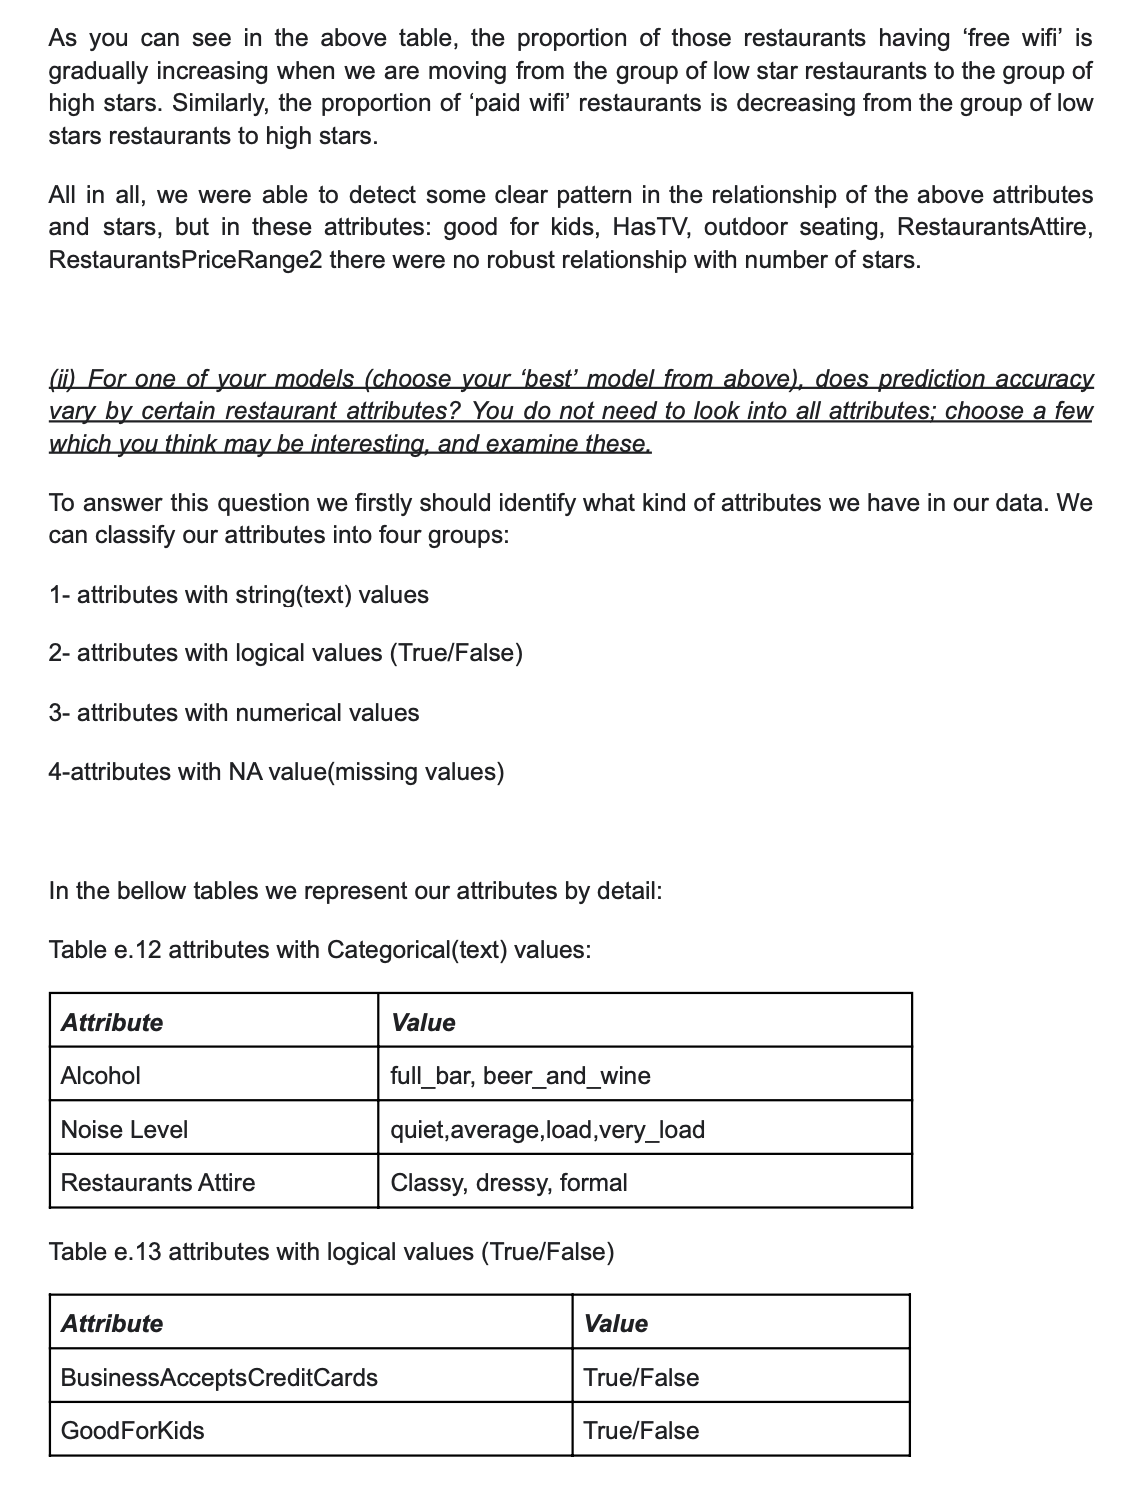 As you can see in the above table, the proportion of those restaurants having ‘free wifi’ is
gradually increasing when we are moving from the group of low star restaurants to the group of
high stars. Similarly, the proportion of ‘paid wifi’ restaurants is decreasing from the group of low
stars restaurants to high stars.
All in all, we were able to detect some clear pattern in the relationship of the above attributes
and stars, but in these attributes: good for kids, HasTV, outdoor seating, RestaurantsAttire,
RestaurantsPriceRange2 there were no robust relationship with number of stars.
(ii) For one of your models (choose your ‘best’ model from above), does prediction accuracy
vary by certain restaurant attributes? You do not need to look into all attributes; choose a few
which you think may be interesting, and examine these.
To answer this question we firstly should identify what kind of attributes we have in our data. We
can classify our attributes into four groups:
1- attributes with string(text) values
2- attributes with logical values (True/False)
3- attributes with numerical values
4-attributes with NA value(missing values)
In the bellow tables we represent our attributes by detail:
Table e.12 attributes with Categorical(text) values:
Attribute Value
Alcohol full_bar, beer_and_wine
Noise Level quiet,average,load,very_load
Restaurants Attire Classy, dressy, formal
Table e.13 attributes with logical values (True/False)
Attribute Value
BusinessAcceptsCreditCards True/False
GoodForKids True/False